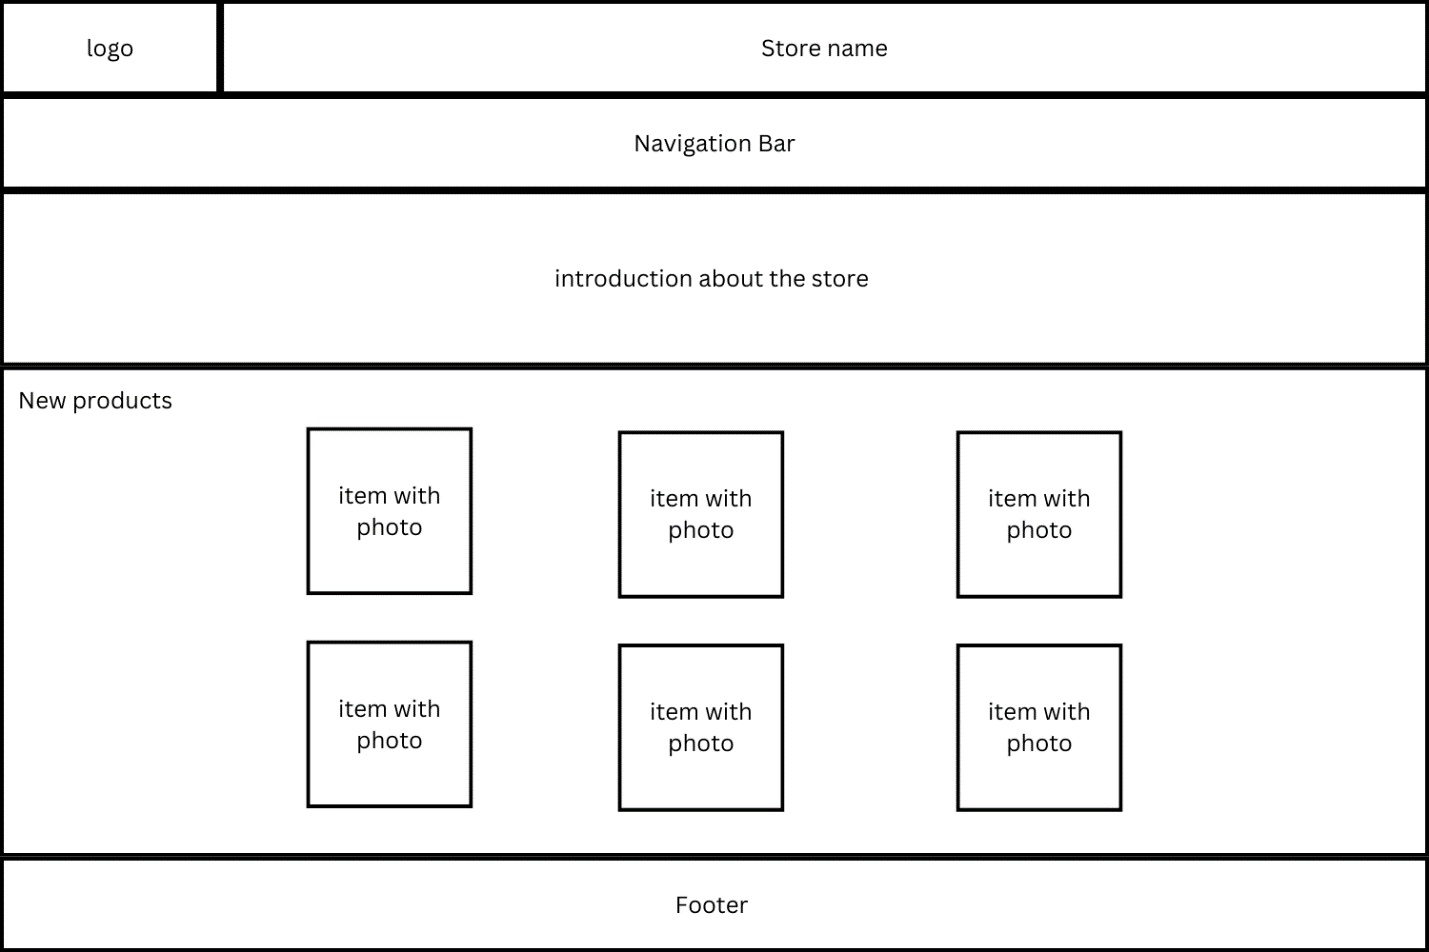 logo
Store name
Navigation Bar
introduction about the store
New products
item with
photo
item with
photo
item with
photo
item with
photo
item with
photo
item with
photo
Footer